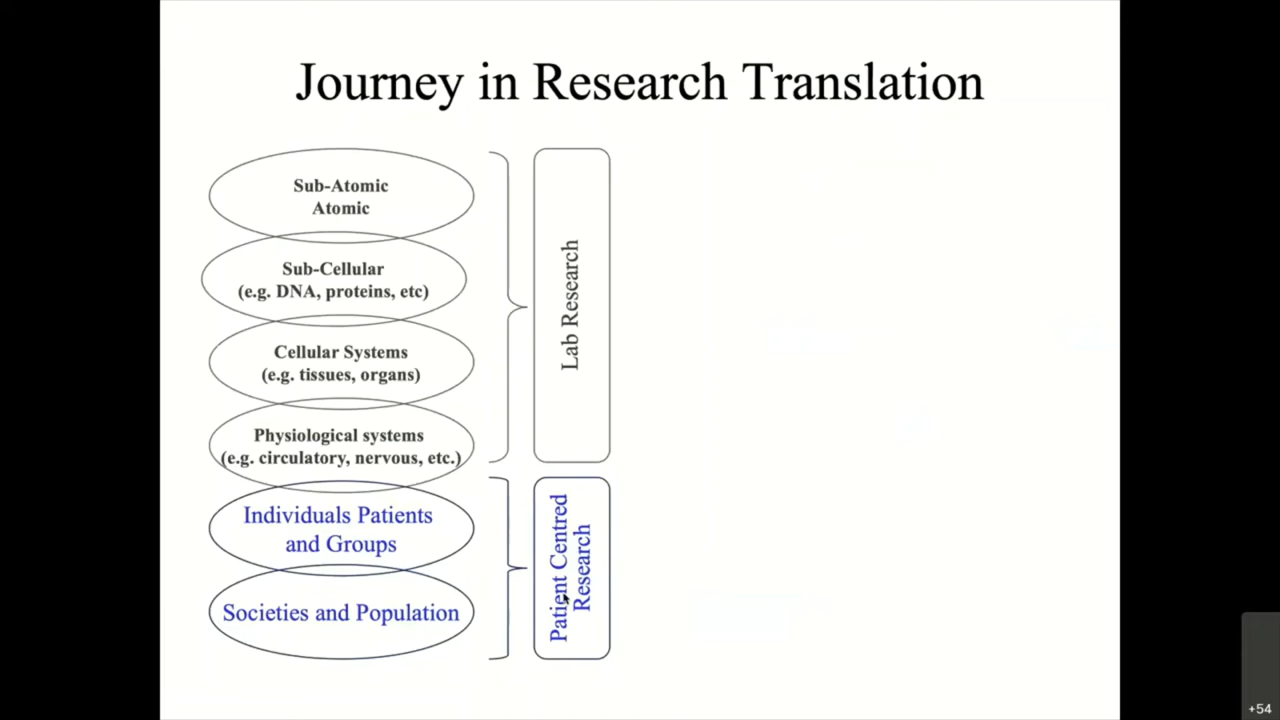 Journey in Research Translation
Sub-Atomic
Atomic
Sub-Cellular
(e.g. DNA, proteins, etc)
Cellular Systems
(e.g. tissues, organs)
Physiological systems
(e.g. circulatory, nervous, etc.)
Lab Research
Individuals Patients
and Groups
Societies and Population
Patient Centred
Research
+54